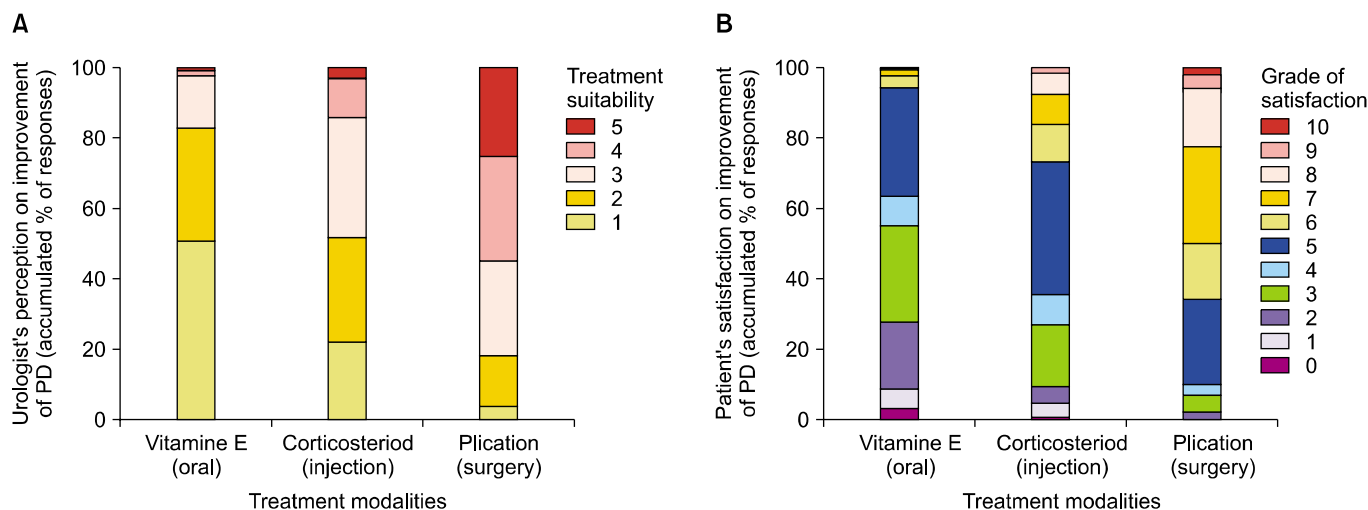 A
Urologist's perception on improvement
of PD (accumulated % of responses)
100
80
60
40
20
0
Vitamine E
(oral)
Corticosteriod
(injection)
Plication
(surgery)
Treatment modalities
Treatment
suitability
5
4
3
2
1
B
Patient's satisfaction on improvement
of PD (accumulated % of responses)
100
80
60
40
20
0
Vitamine E
(oral)
Corticosteriod
(injection)
Plication
(surgery)
Treatment modalities
Grade of
satisfaction
10
9
8
7
6
5
4
3
2
1
0